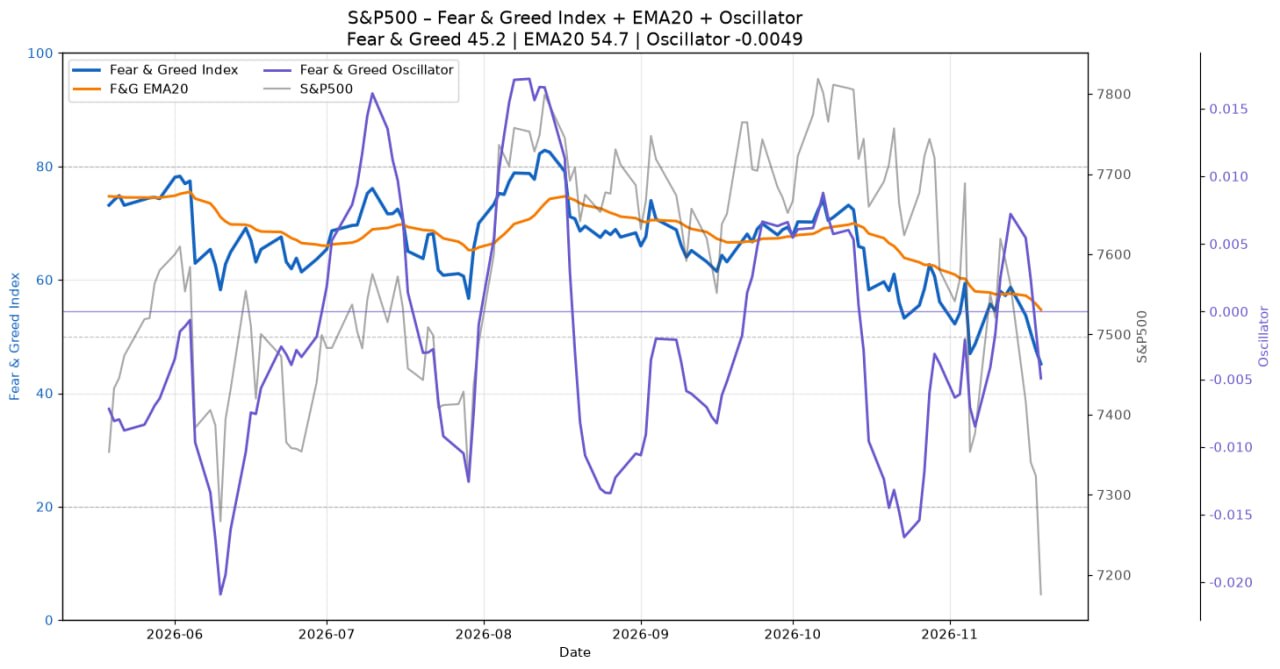 S&P500 – Fear & Greed Index + EMA20 + Oscillator
Fear & Greed 45.2 | EMA20 54.7 | Oscillator -0.0049
Fear & Greed Index
F&G EMA20
Fear & Greed Oscillator
S&P500
Fear & Greed Index
100
80
60
40
20
0
7800
7700
7600
7500
7400
7300
7200
S&P500
0.015
0.010
0.005
0.000
-0.005
-0.010
-0.015
-0.020
Oscillator
2026-06
2026-07
2026-08
2026-09
2026-10
2026-11
Date